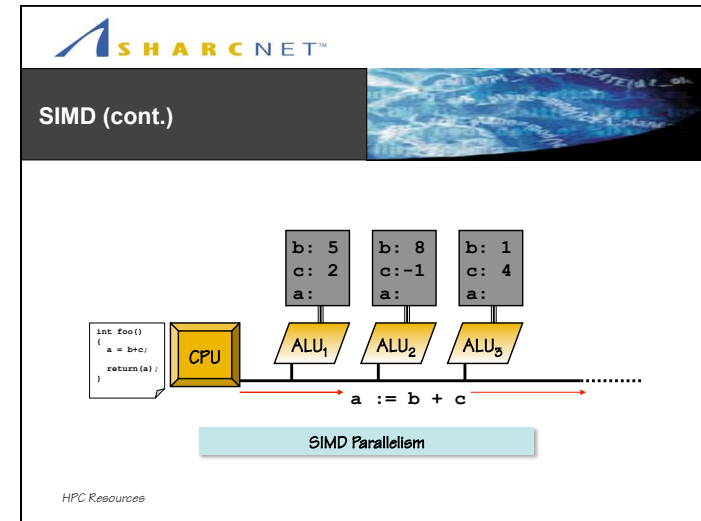 SHARCNET™
SIMD (cont.)
b: 5
c: 2
a:
b: 8
c:-1
a:
b: 1
c: 4
a:
int foo()
{
a = b+c;
return(a);
}
CPU
ALU1
ALU2
ALU3
a := b + c
SIMD Parallelism
HPC Resources